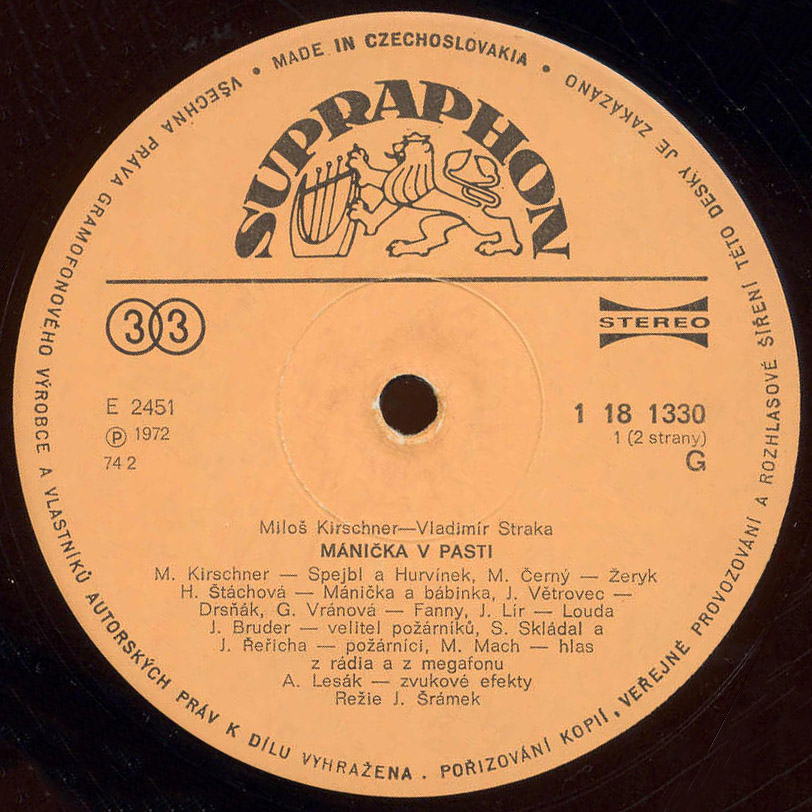 VŠECHNA PRÁVA GRAMOFONOVÉHO VÝROBCE A VLASTNÍKŮ AUTORSKÝCH PRÁV K DÍLU VYHRAŽENA . POŘIZOVÁNÍ KOPIÍ, VEŘEJNÉ PROVOZOVÁNÍ A ROZHLASOVÉ ŠÍŘENÍ TÉTO DESKY JE ZAKÁZÁNO • MADE IN CZECHOSLOVAKIA •
SUPRAPHON
33
STEREO
E 2451
1 18 1330
Ⓟ 1972
1 (2 strany)
74 2
G
Miloš Kirschner—Vladimír Straka
MÁNIČKA V PASTI
M. Kirschner — Spejbl a Hurvínek, M. Černý — Žeryk
H. Štáchová — Mánička a bábinka, J. Větrovec —
Drsňák, G. Vránová — Fanny, J. Lír — Louda
J. Bruder — velitel požárníků, S. Skládal a
J. Řeřicha — požárníci, M. Mach — hlas
z rádia a z megafonu
A. Lesák — zvukové efekty
Režie J. Šrámek